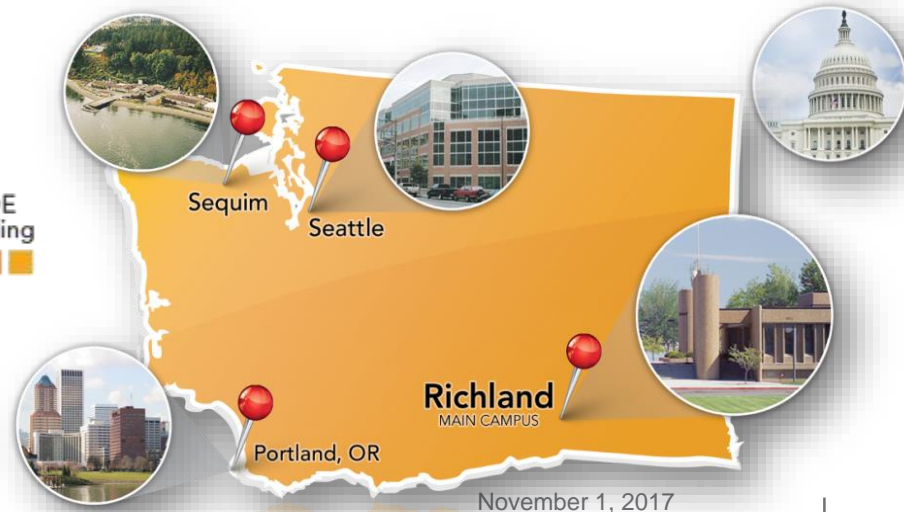 Sequim
Seattle
Richland
MAIN CAMPUS
Portland, OR
November 1, 2017